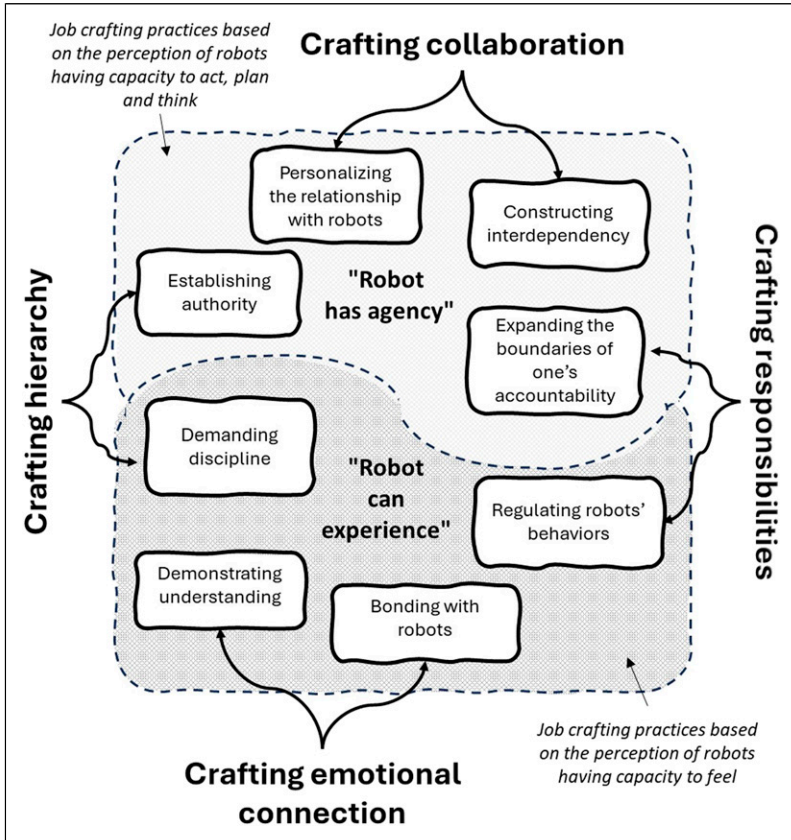 Job crafting practices based
on the perception of robots
having capacity to act, plan
and think
Crafting collaboration
Personalizing
the relationship
with robots
Constructing
interdependency
Establishing
authority
"Robot
has agency"
Expanding the
boundaries of
one's
accountability
Crafting hierarchy
Crafting responsibilities
Demanding
discipline
"Robot
can
experience"
Regulating robots'
behaviors
Demonstrating
understanding
Bonding with
robots
Job crafting practices based
on the perception of robots
having capacity to feel
Crafting emotional
connection